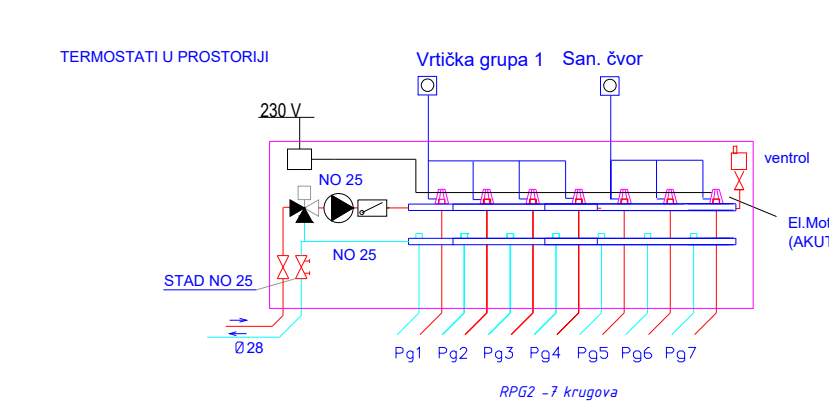 TERMOSTATI U PROSTORIJI
Vrtička grupa 1
San. čvor
230 V
ventrol
NO 25
El.Mot
(AKUT
NO 25
STAD NO 25
Ø28
Pg1 Pg2 Pg3 Pg4 Pg5 Pg6 Pg7
RPG2 -7 krugova